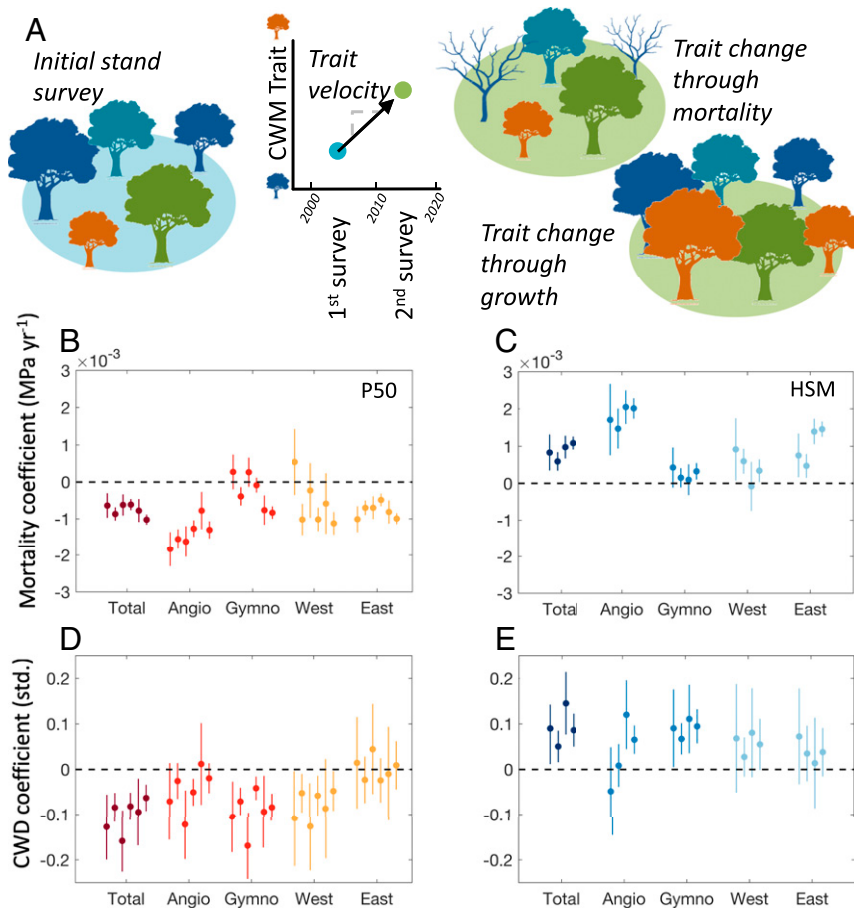 A
Initial stand
survey
CWM Trait
Trait
velocity
2000
2010
2020
1st survey
2nd survey
Trait change
through
mortality
Trait change
through
growth
B
×10-3
P50
Mortality coefficient (MPa yr-1)
3
2
1
0
-1
-2
-3
Total Angio Gymno West East
C
×10-3
HSM
3
2
1
0
-1
-2
-3
Total Angio Gymno West East
D
CWD coefficient (std.)
0.2
0.1
0
-0.1
-0.2
Total Angio Gymno West East
E
0.2
0.1
0
-0.1
-0.2
Total Angio Gymno West East